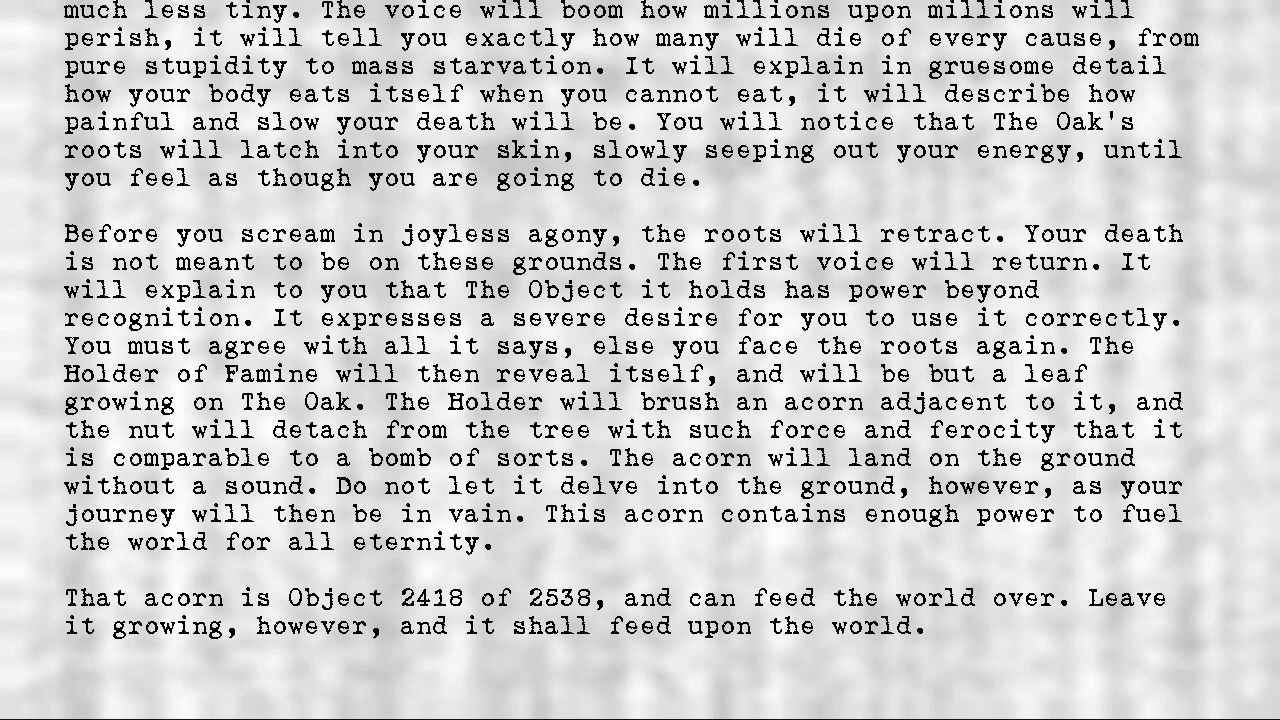 much less tiny. The voice will boom how millions upon millions will
perish, it will tell you exactly how many will die of every cause, from
pure stupidity to mass starvation. It will explain in gruesome detail
how your body eats itself when you cannot eat, it will describe how
painful and slow your death will be. You will notice that The Oak's
roots will latch into your skin, slowly seeping out your energy, until
you feel as though you are going to die.
Before you scream in joyless agony, the roots will retract. Your death
is not meant to be on these grounds. The first voice will return. It
will explain to you that The Object it holds has power beyond
recognition. It expresses a severe desire for you to use it correctly.
You must agree with all it says, else you face the roots again. The
Holder of Famine will then reveal itself, and will be but a leaf
growing on The Oak. The Holder will brush an acorn adjacent to it, and
the nut will detach from the tree with such force and ferocity that it
is comparable to a bomb of sorts. The acorn will land on the ground
without a sound. Do not let it delve into the ground, however, as your
journey will then be in vain. This acorn contains enough power to fuel
the world for all eternity.
That acorn is Object 2418 of 2538, and can feed the world over. Leave
it growing, however, and it shall feed upon the world.